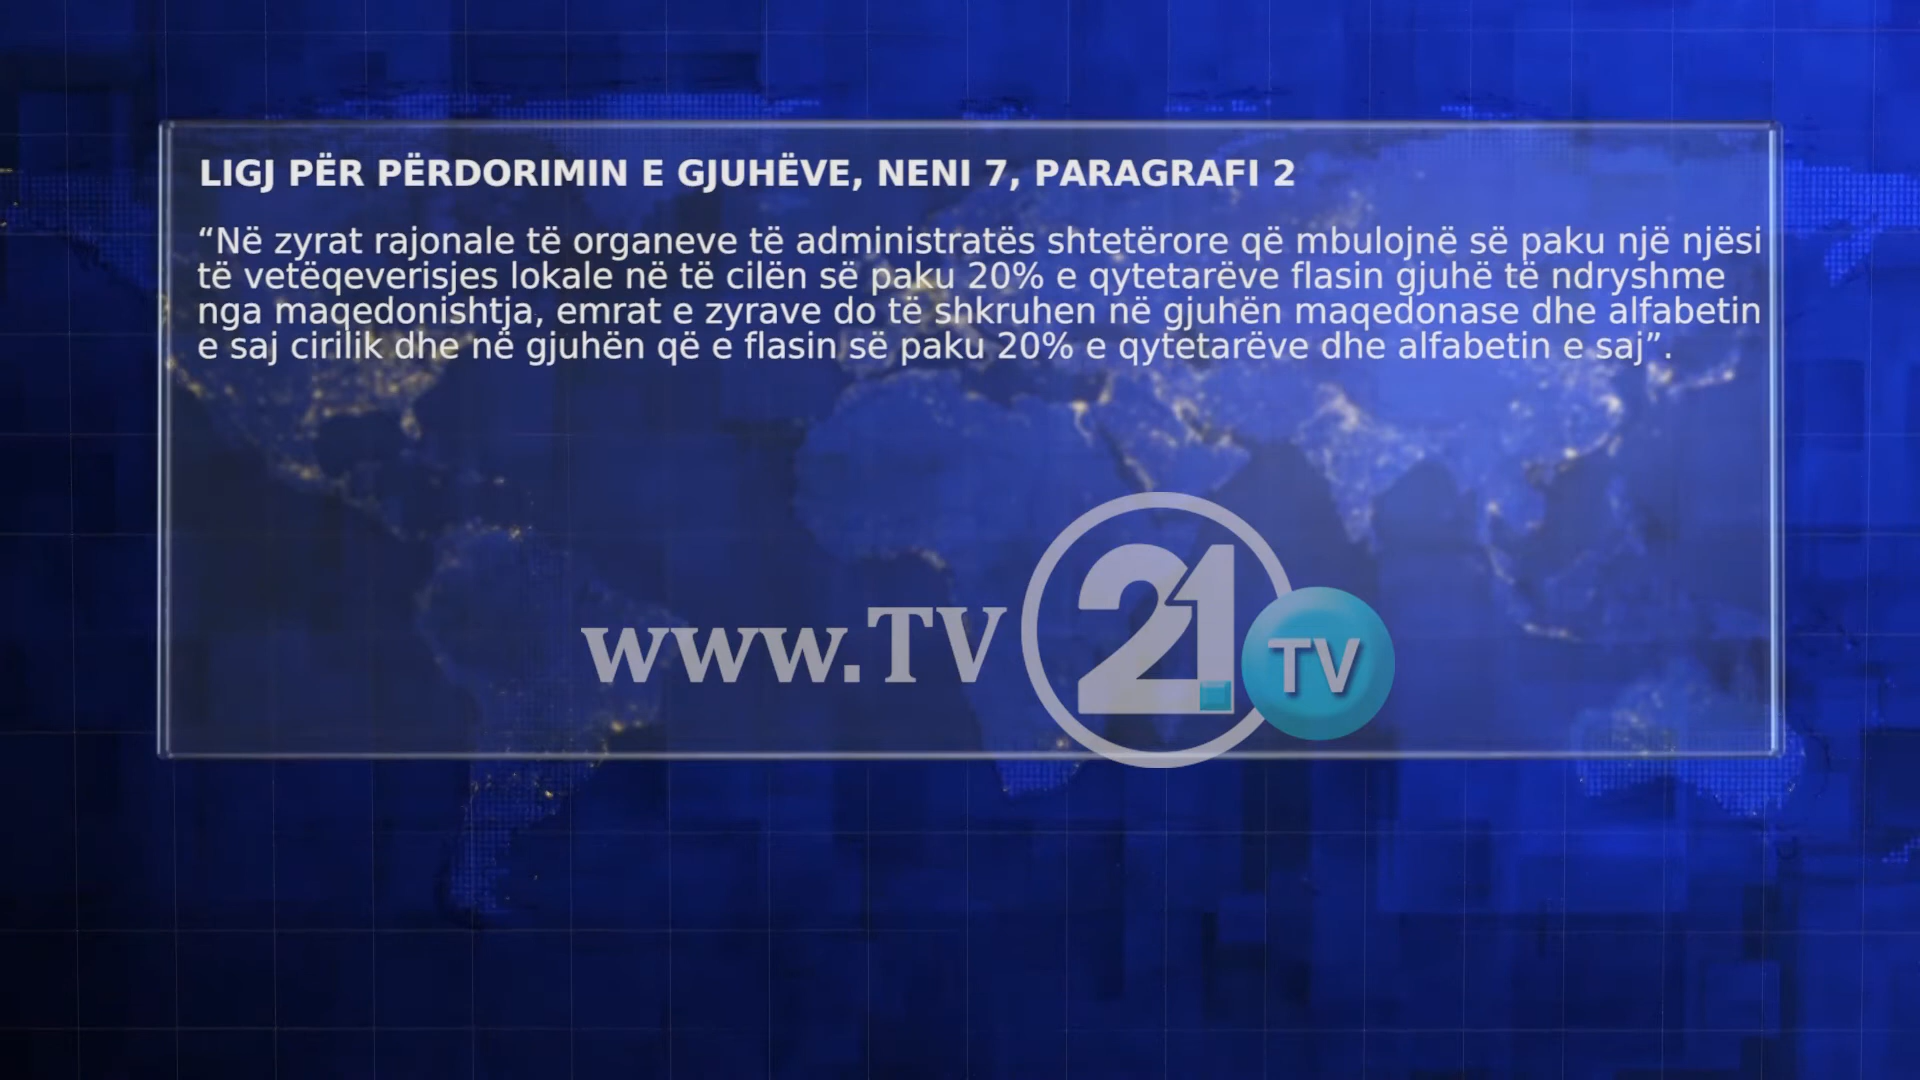 LIGJ PËR PËRDORIMIN E GJUHËVE, NENI 7, PARAGRAFI 2
“Në zyrat rajonale të organeve të administratës shtetërore që mbulojnë së paku një njësi
të vetëqeverisjes lokale në të cilën së paku 20% e qytetarëve flasin gjuhë të ndryshme
nga maqedonishtja, emrat e zyrave do të shkruhen në gjuhën maqedonase dhe alfabetin
e saj cirilik dhe në gjuhën që e flasin së paku 20% e qytetarëve dhe alfabetin e saj”.
www.TV 21. TV